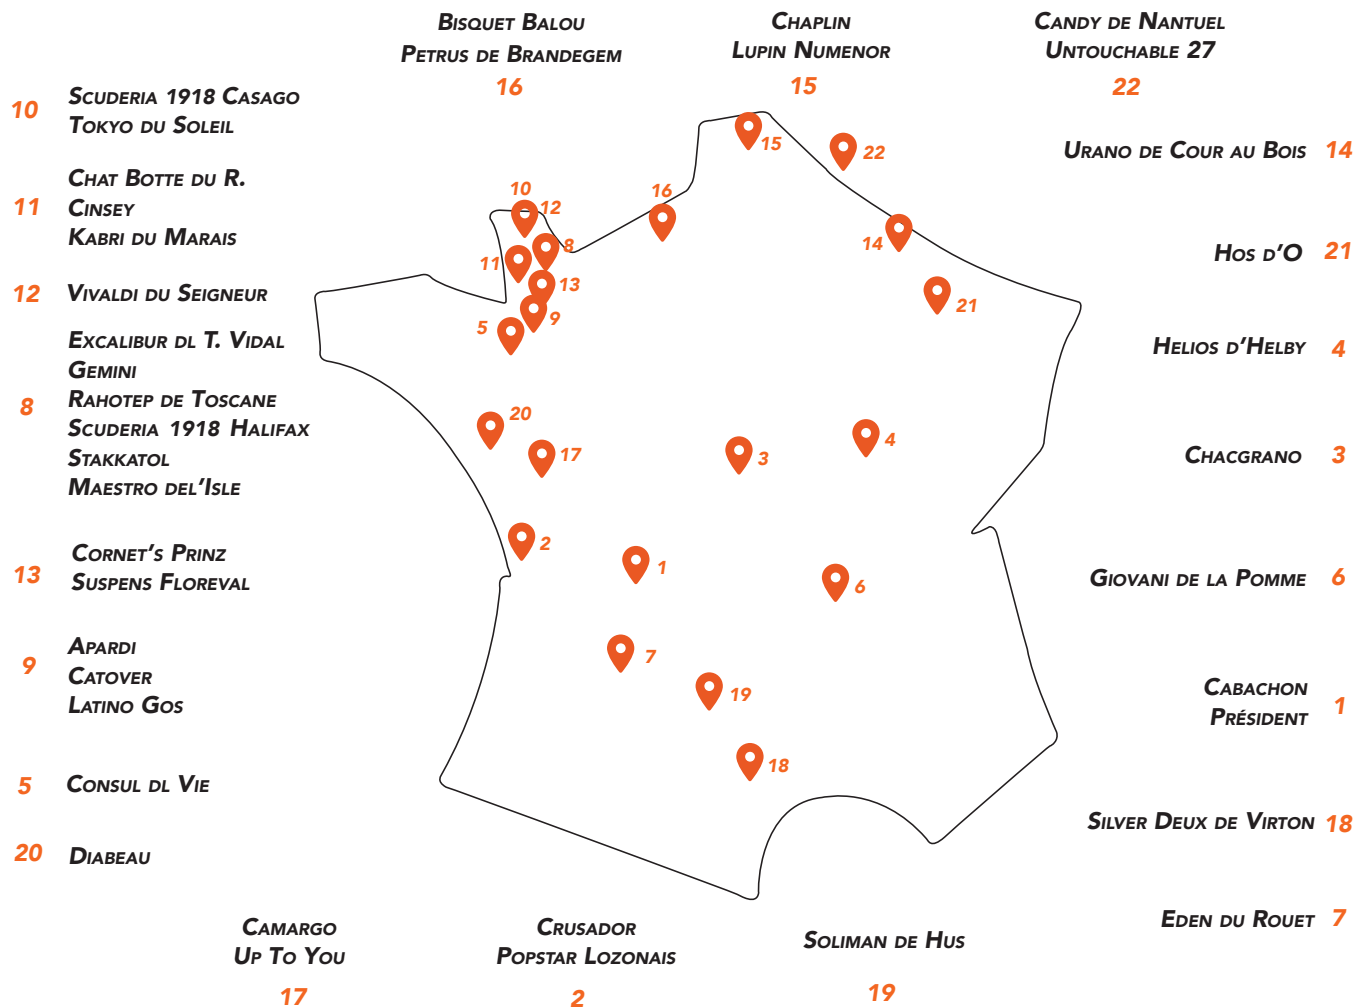 Bisquet Balou
Petrus de Brandegem
16
Chaplin
Lupin Numenor
15
Candy de Nantuel
Untouchable 27
22
10
Scuderia 1918 Casago
Tokyo du Soleil
11
Chat Botte du R.
Cinsey
Kabri du Marais
12
Vivaldi du Seigneur
8
Excalibur dl T. Vidal
Gemini
Rahotep de Toscane
Scuderia 1918 Halifax
Stakkatol
Maestro del'Isle
13
Cornet's Prinz
Suspens Floreval
9
Apardi
Catover
Latino Gos
5
Consul dl Vie
20
Diabeau
15
22
16
10
12
14
8
11
13
21
9
5
20
17
3
4
2
1
6
7
19
18
Urano de Cour au Bois 14
Hos d'O 21
Helios d'Helby 4
Chacgrano 3
Giovani de la Pomme 6
Cabachon
Président
1
Silver Deux de Virton 18
Eden du Rouet 7
Camargo
Up To You
17
Crusador
Popstar Lozonais
2
Soliman de Hus
19